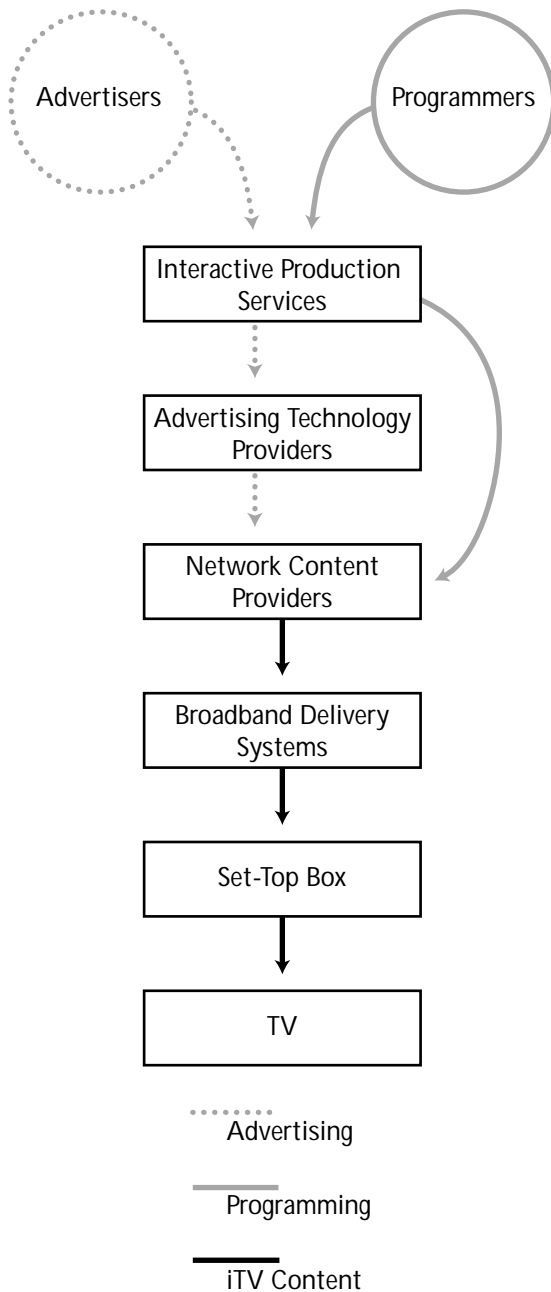 Advertisers
Programmers
Interactive Production
Services
Advertising Technology
Providers
Network Content
Providers
Broadband Delivery
Systems
Set-Top Box
TV
Advertising
Programming
iTV Content